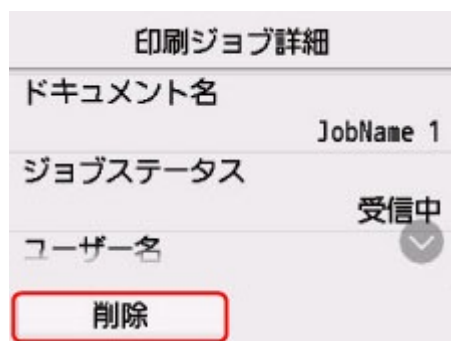 印刷ジョブ詳細
ドキュメント名
JobName 1
ジョブステータス
受信中
ユーザー名
削除